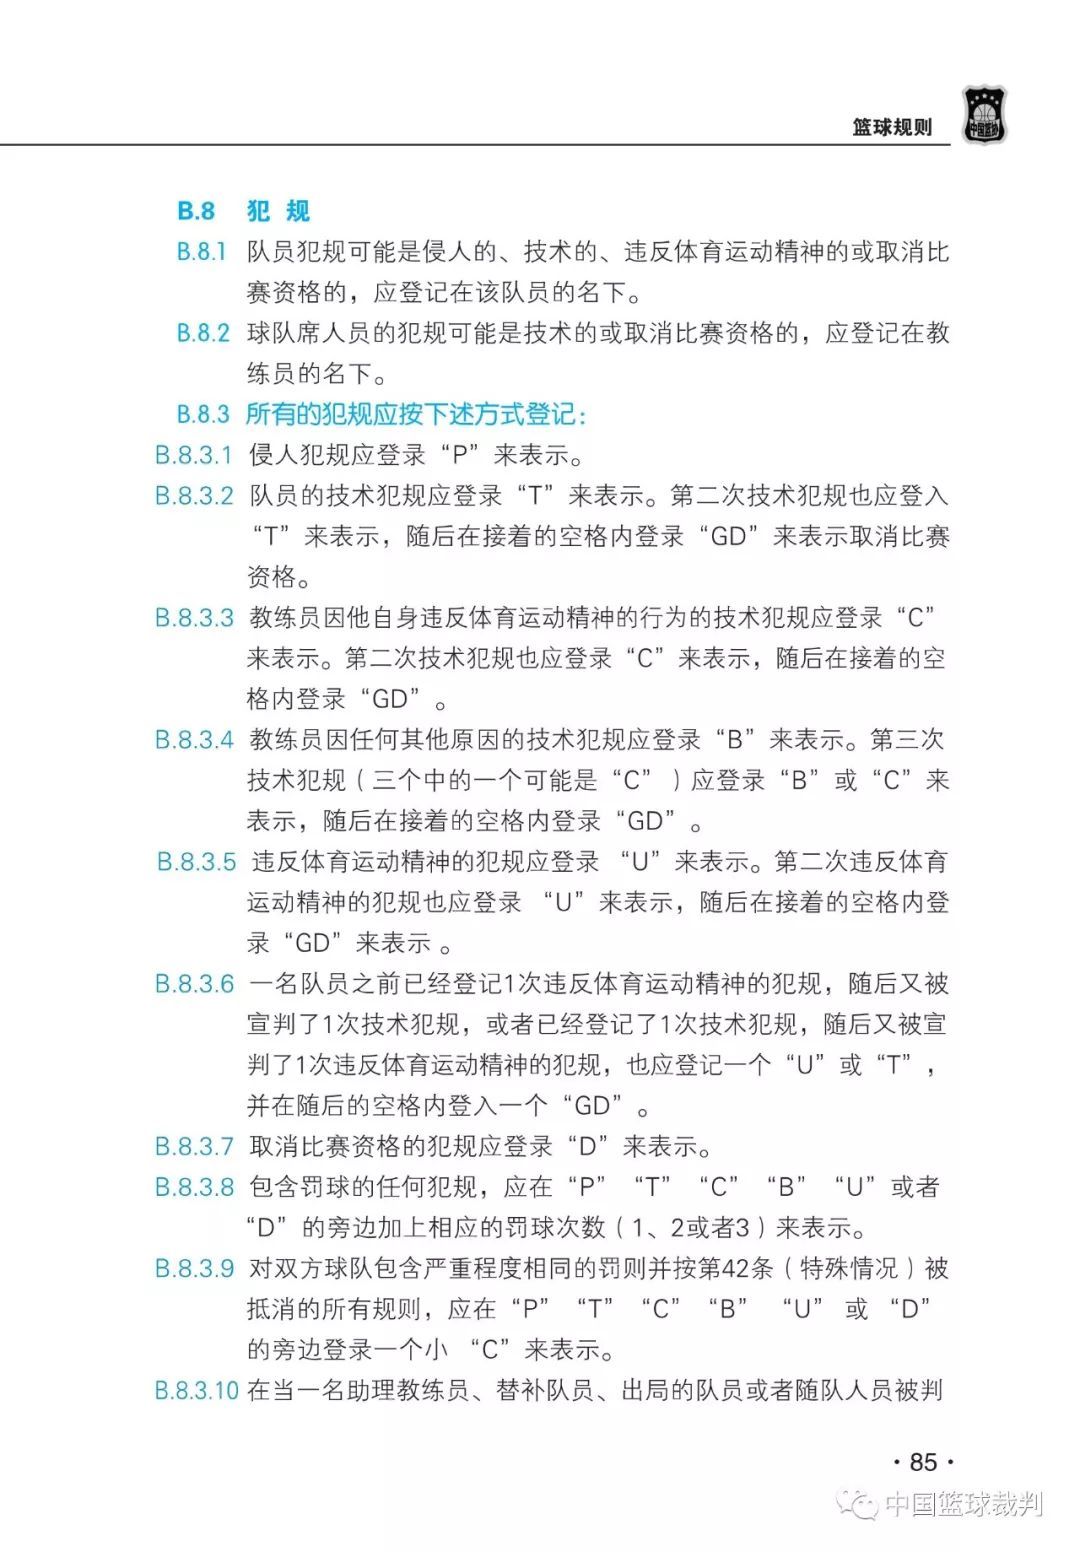 篮球规则
中国篮协
B.8 犯 规
B.8.1 队员犯规可能是侵人的、技术的、违反体育运动精神的或取消比
赛资格的，应登记在该队员的名下。
B.8.2 球队席人员的犯规可能是技术的或取消比赛资格的，应登记在教
练员的名下。
B.8.3 所有的犯规应按下述方式登记：
B.8.3.1 侵人犯规应登录“P”来表示。
B.8.3.2 队员的技术犯规应登录“T”来表示。第二次技术犯规也应登入
“T”来表示，随后在接着的空格内登录“GD”来表示取消比赛
资格。
B.8.3.3 教练员因他自身违反体育运动精神的行为的技术犯规应登录“C”
来表示。第二次技术犯规也应登录“C”来表示，随后在接着的空
格内登录“GD”。
B.8.3.4 教练员因任何其他原因的技术犯规应登录“B”来表示。第三次
技术犯规（三个中的一个可能是“C”）应登录“B”或“C”来
表示，随后在接着的空格内登录“GD”。
B.8.3.5 违反体育运动精神的犯规应登录 “U”来表示。第二次违反体育
运动精神的犯规也应登录 “U”来表示，随后在接着的空格内登
录“GD”来表示 。
B.8.3.6 一名队员之前已经登记1次违反体育运动精神的犯规，随后又被
宣判了1次技术犯规，或者已经登记了1次技术犯规，随后又被宣
判了1次违反体育运动精神的犯规，也应登记一个“U”或“T”，
并在随后的空格内登入一个“GD”。
B.8.3.7 取消比赛资格的犯规应登录“D”来表示。
B.8.3.8 包含罚球的任何犯规，应在“P” “T” “C” “B” “U”或者
“D”的旁边加上相应的罚球次数（1、2或者3）来表示。
B.8.3.9 对双方球队包含严重程度相同的罚则并按第42条（特殊情况）被
抵消的所有规则，应在“P” “T” “C” “B” “U” 或 “D”
的旁边登录一个小 “C”来表示。
B.8.3.10 在当一名助理教练员、替补队员、出局的队员或者随队人员被判
·85·
中国篮球裁判